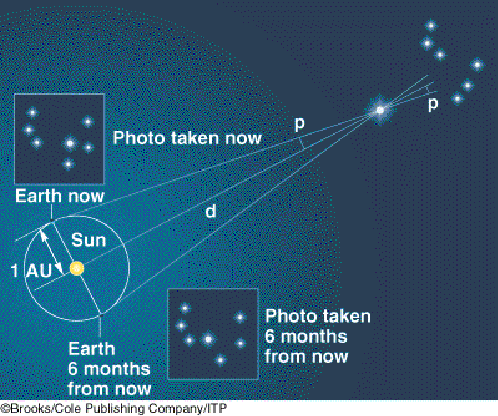 Photo taken now
p
p
Earth now
d
Sun
1 AU
Earth
6 months
from now
Photo taken
6 months
from now
©Brooks/Cole Publishing Company/ITP